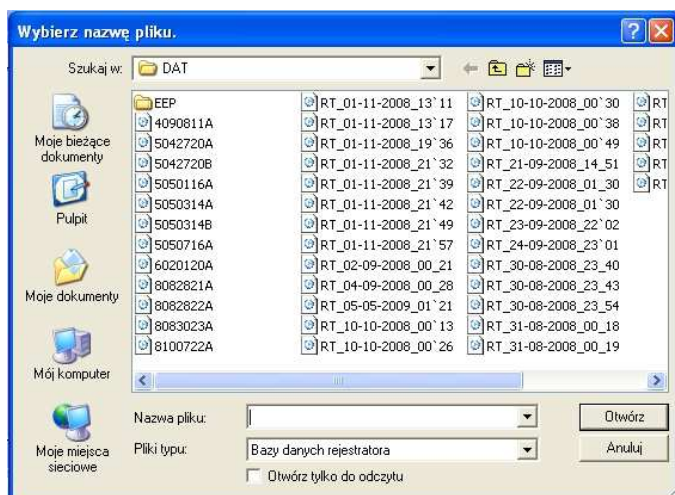 Wybierz nazwę pliku.
Szukaj w:
DAT
Moje bieżące
dokumenty
Pulpit
Moje dokumenty
Mój komputer
Moje miejsca
sieciowe
EEP
4090811A
5042720A
5042720B
5050116A
5050314A
5050314B
5050716A
6020120A
8082821A
8082822A
8083023A
8100722A
RT_01-11-2008_13`11
RT_01-11-2008_13`17
RT_01-11-2008_19`36
RT_01-11-2008_21`32
RT_01-11-2008_21`39
RT_01-11-2008_21`42
RT_01-11-2008_21`49
RT_01-11-2008_21`57
RT_02-09-2008_00_21
RT_04-09-2008_00_28
RT_05-05-2009_01`21
RT_10-10-2008_00`13
RT_10-10-2008_00`26
RT_10-10-2008_00`30
RT_10-10-2008_00`38
RT_10-10-2008_00`49
RT_21-09-2008_14_51
RT_22-09-2008_01_30
RT_22-09-2008_01`30
RT_23-09-2008_22`02
RT_24-09-2008_23`01
RT_30-08-2008_23_40
RT_30-08-2008_23_43
RT_30-08-2008_23_54
RT_31-08-2008_00_18
RT_31-08-2008_00_19
RT
RT
RT
RT
RT
Nazwa pliku:
Otwórz
Pliki typu:
Bazy danych rejestratora
Anuluj
Otwórz tylko do odczytu